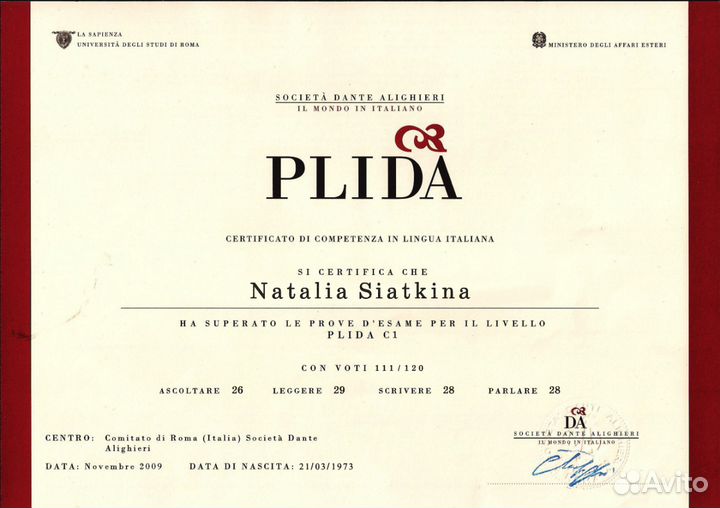 LA SAPIENZA
UNIVERSITÀ DEGLI STUDI DI ROMA
MINISTERO DEGLI AFFARI ESTERI
SOCIETÀ DANTE ALIGHIERI
IL MONDO IN ITALIANO
PLIDA
CERTIFICATO DI COMPETENZA IN LINGUA ITALIANA
SI CERTIFICA CHE
Natalia Siatkina
HA SUPERATO LE PROVE D'ESAME PER IL LIVELLO
PLIDA C1
CON VOTI 111/120
ASCOLTARE 26 LEGGERE 29 SCRIVERE 28 PARLARE 28
DA
SOCIETÀ DANTE ALIGHIERI
IL MONDO IN ITALIANO
CENTRO: Comitato di Roma (Italia) Società Dante
Alighieri
DATA: Novembre 2009 DATA DI NASCITA: 21/03/1973
Avito